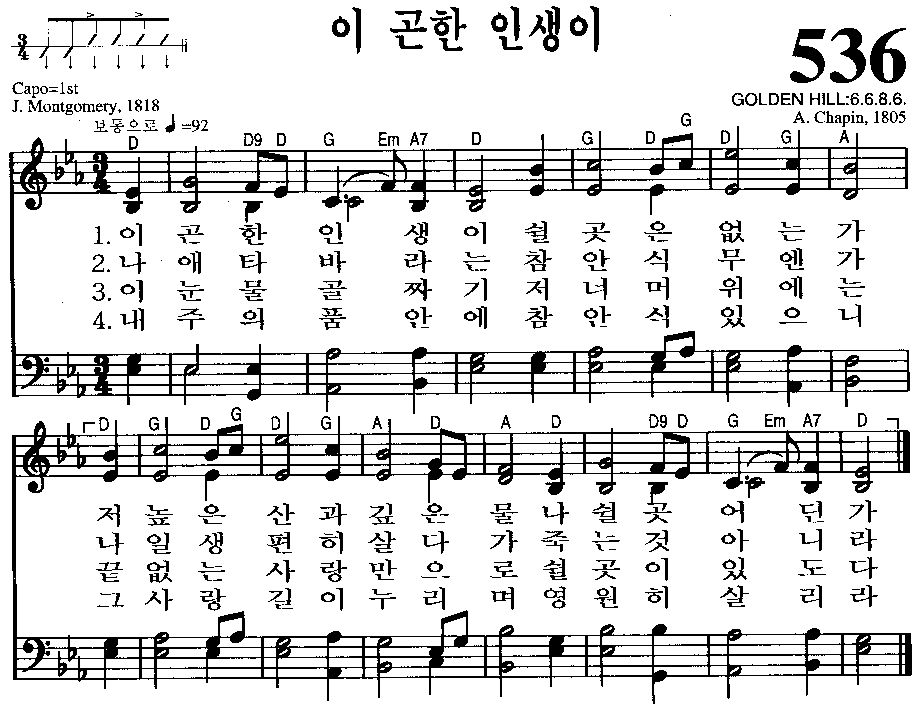 이 곤한 인생이
536
3/4
Capo=1st
J. Montgomery, 1818
GOLDEN HILL:6.6.8.6.
A. Chapin, 1805
보통으로 ♩=92
D D9 D G Em A7 D G D G D G A
1. 이 곤 한 인 생 이 쉴 곳 은 없 는 가
2. 나 애 타 바 라 는 참 안 식 무 엔 가
3. 이 눈 물 골 짜 기 저 너 머 위 에 는
4. 내 주 의 품 안 에 참 안 식 있 으 니
D G D G D G A D A D D9 D G Em A7 D
저 높 은 산 과 깊 은 물 나 쉴 곳 어 딘 가
나 일 생 편 히 살 다 가 죽 는 것 아 니 라
끝 없 는 사 랑 만 으 로 쉴 곳 이 있 도 다
그 사 랑 길 이 누 리 며 영 원 히 살 리 라